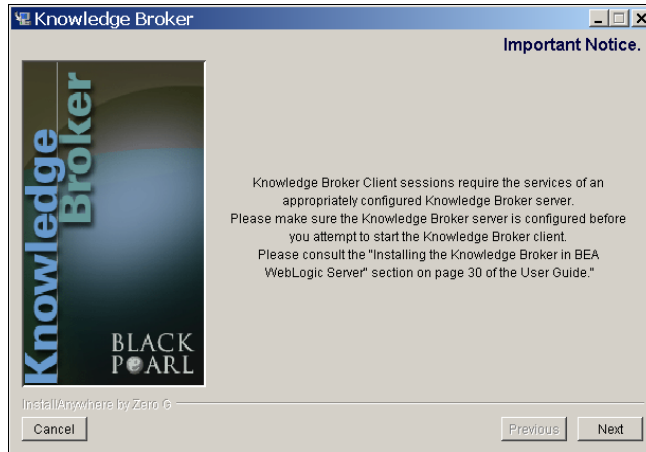 Knowledge Broker
Important Notice.
Knowledge
Broker
BLACK
PEARL
Knowledge Broker Client sessions require the services of an
appropriately configured Knowledge Broker server.
Please make sure the Knowledge Broker server is configured before
you attempt to start the Knowledge Broker client.
Please consult the "Installing the Knowledge Broker in BEA
WebLogic Server" section on page 30 of the User Guide."
InstallAnywhere by Zero G
Cancel
Previous
Next